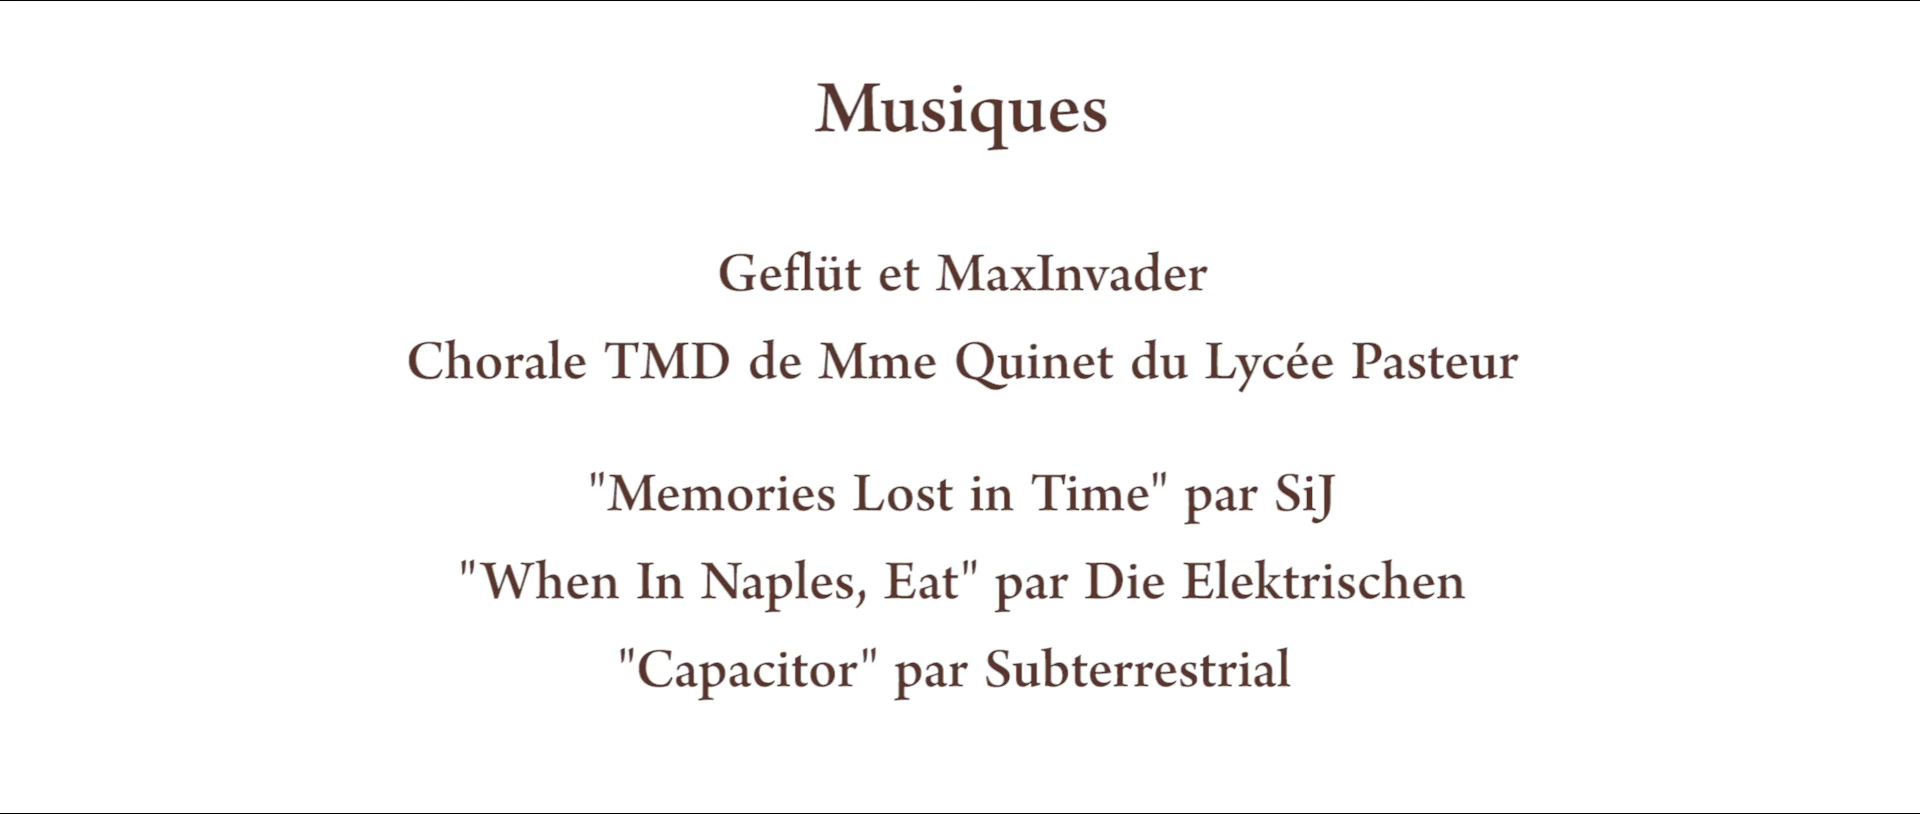 Musiques
Geflüt et MaxInvader
Chorale TMD de Mme Quinet du Lycée Pasteur
"Memories Lost in Time" par SiJ
"When In Naples, Eat" par Die Elektrischen
"Capacitor" par Subterrestrial